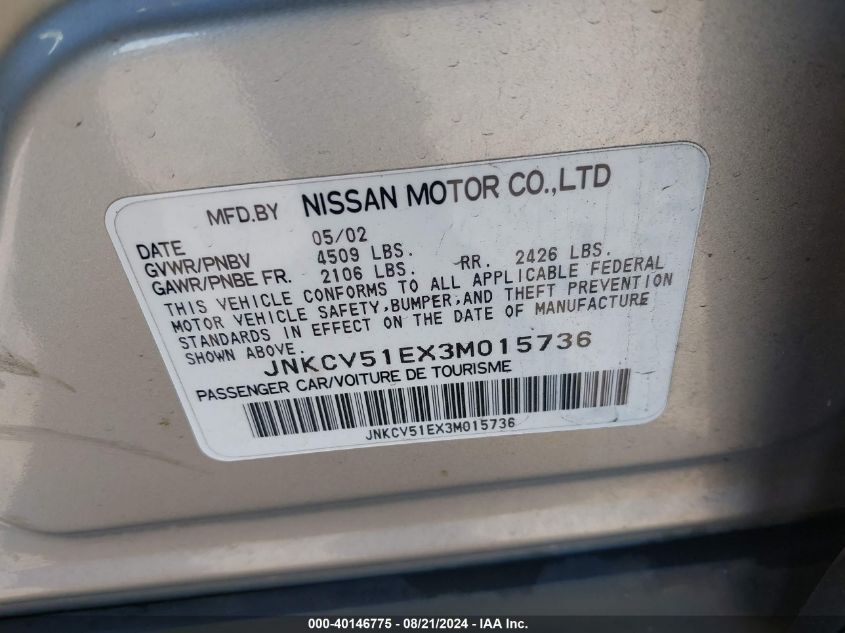 MFD.BY NISSAN MOTOR CO.,LTD
DATE 05/02
GVWR/PNBV 4509 LBS.
GAWR/PNBE FR. 2106 LBS. RR. 2426 LBS.
THIS VEHICLE CONFORMS TO ALL APPLICABLE FEDERAL
MOTOR VEHICLE SAFETY,BUMPER,AND THEFT PREVENTION
STANDARDS IN EFFECT ON THE DATE OF MANUFACTURE
SHOWN ABOVE.
JNKCV51EX3M015736
PASSENGER CAR/VOITURE DE TOURISME
JNKCV51EX3M015736
000-40146775 - 08/21/2024 - IAA Inc.